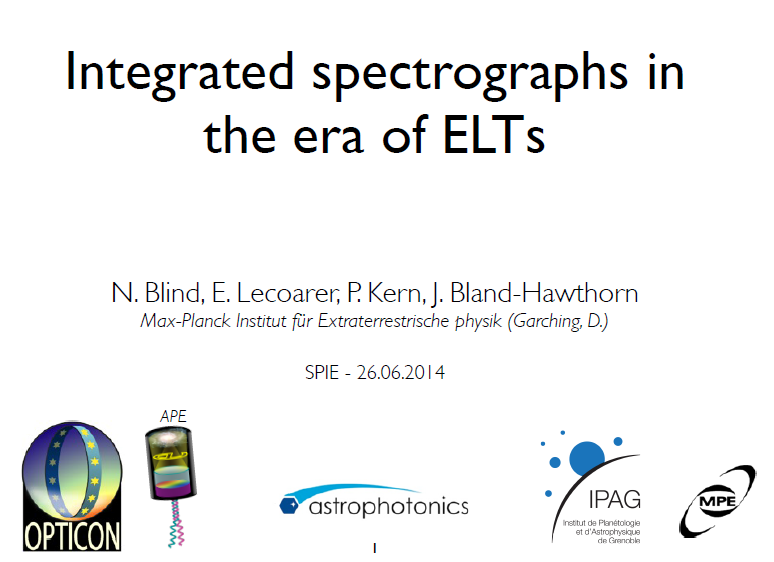 Integrated spectrographs in
the era of ELTs
N. Blind, E. Lecoarer, P. Kern, J. Bland-Hawthorn
Max-Planck Institut für Extraterrestrische physik (Garching, D.)
SPIE - 26.06.2014
APE
OPTICON
astrophotonics
IPAG
Institut de Planétologie
et d'Astrophysique
de Grenoble
MPE
1